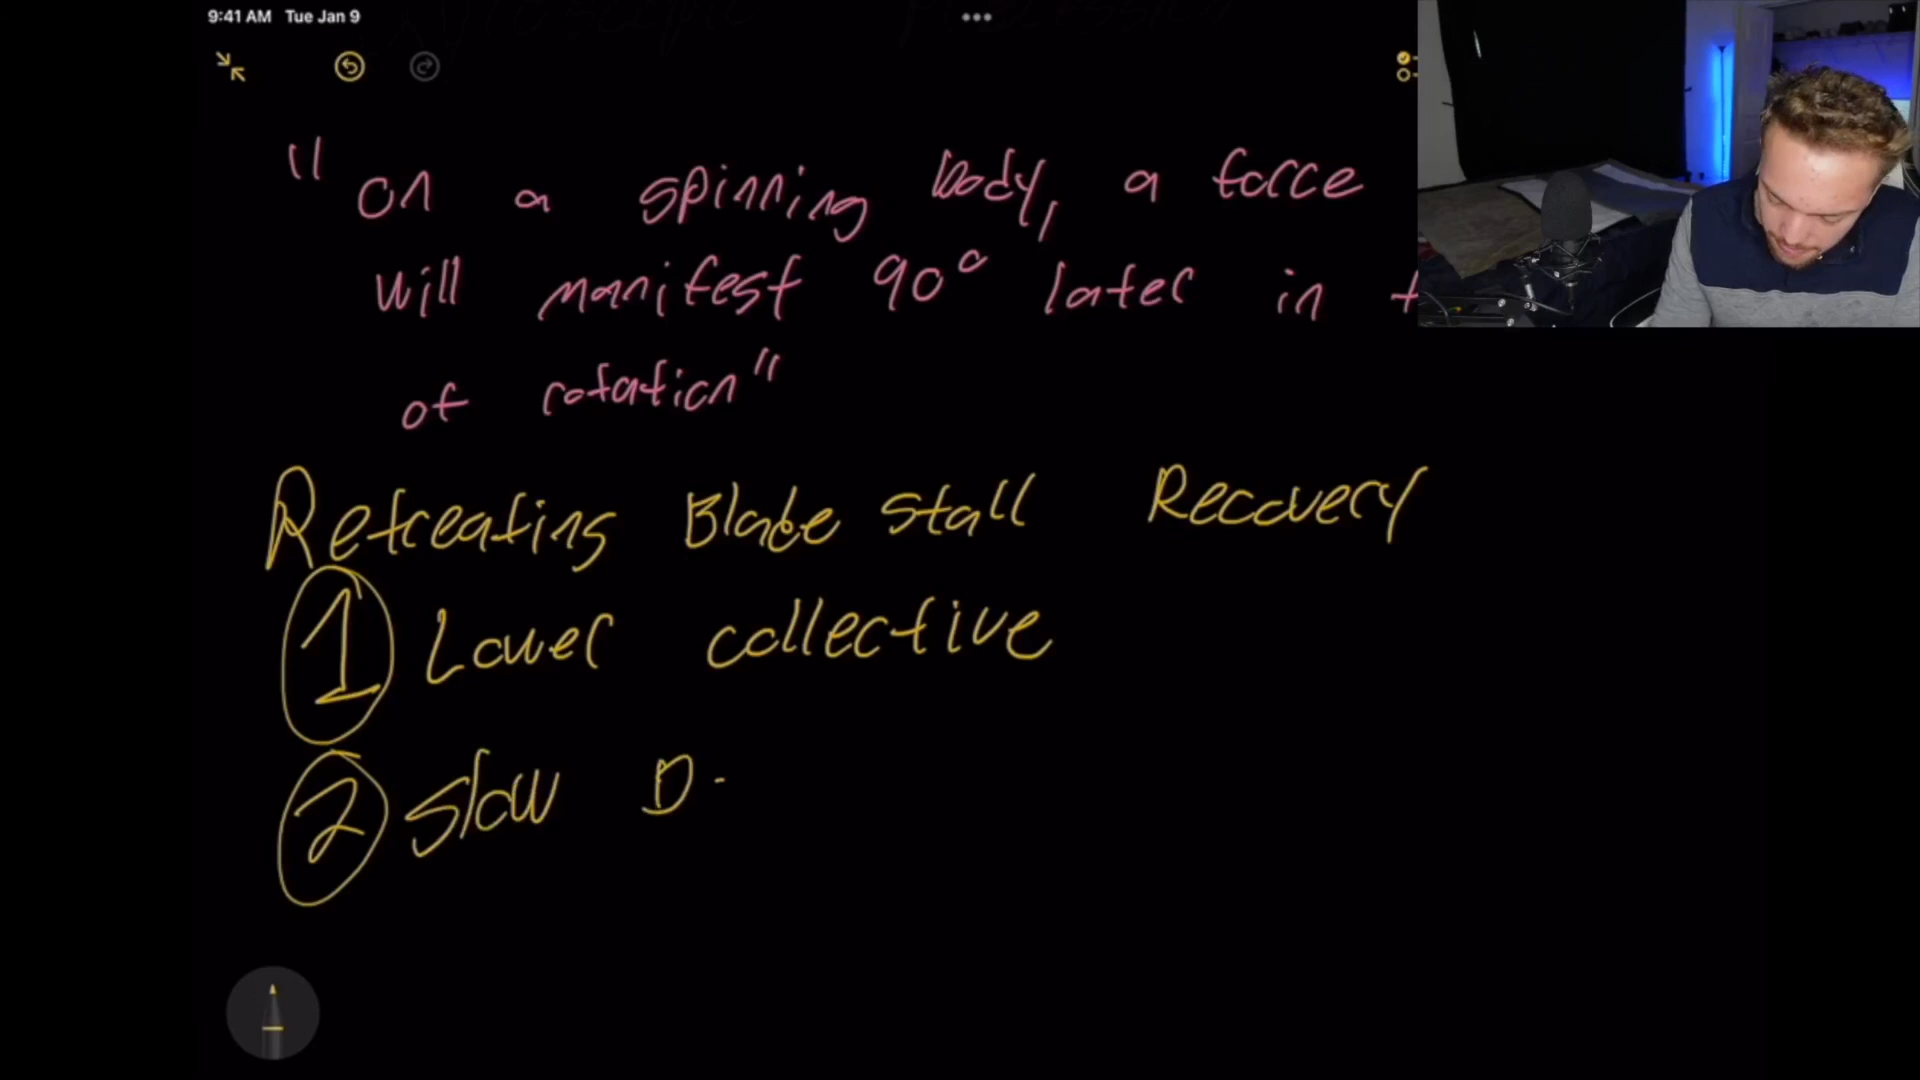 9:41 AM Tue Jan 9
"on a spinning body, a force
will manifest 90° later in t
of rotation"
Retreating Blade Stall Recovery
1 Lower collective
2 Slow D